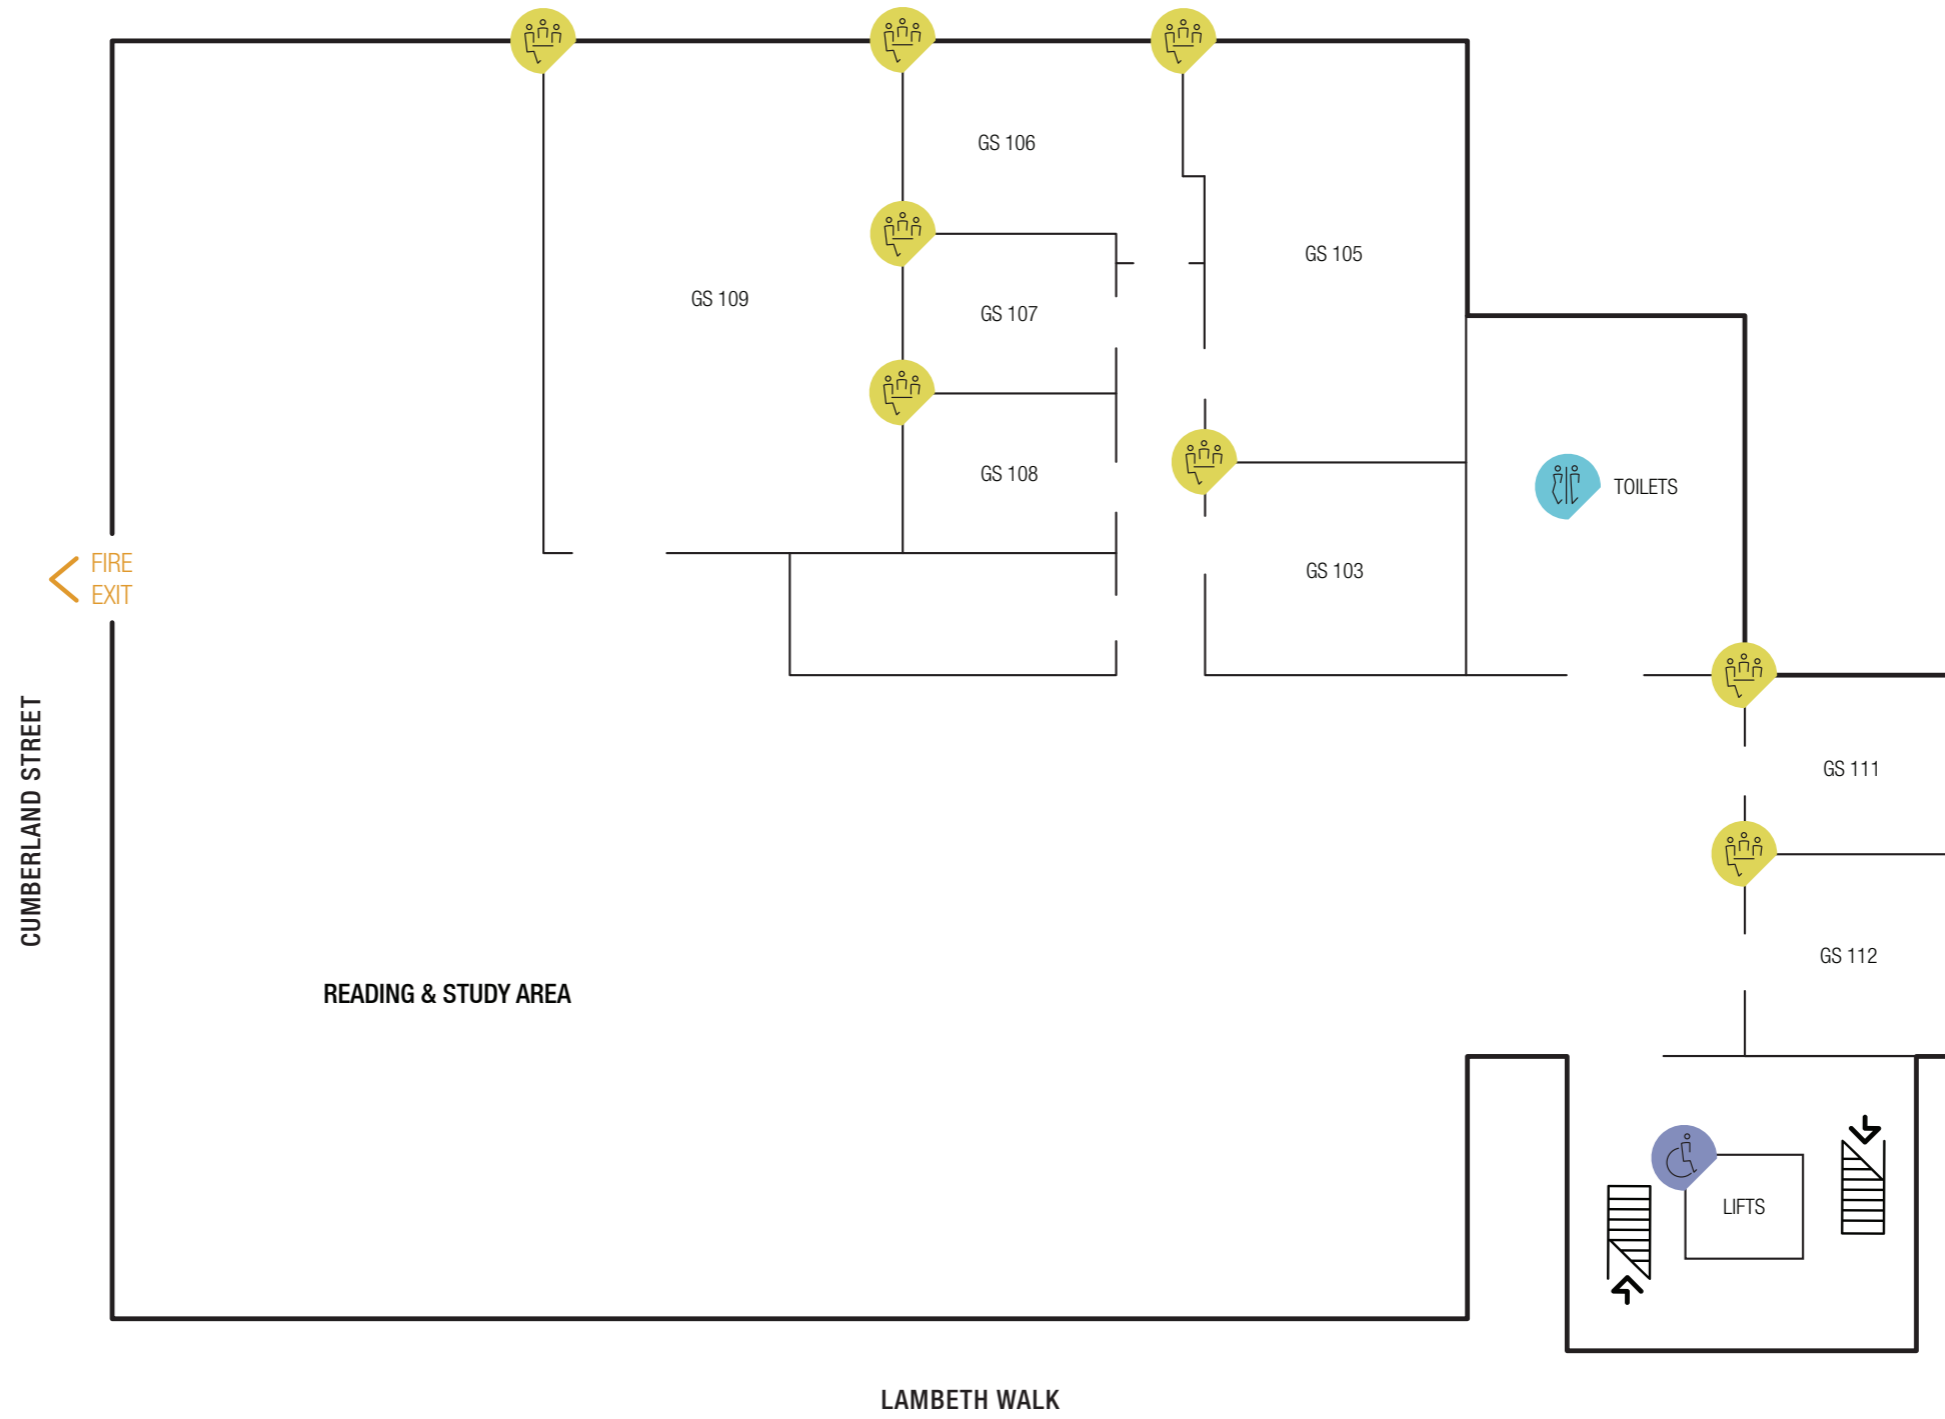 GS 106
GS 105
GS 109
GS 107
GS 108
TOILETS
FIRE
EXIT
GS 103
CUMBERLAND STREET
GS 111
GS 112
READING & STUDY AREA
LIFTS
LAMBETH WALK